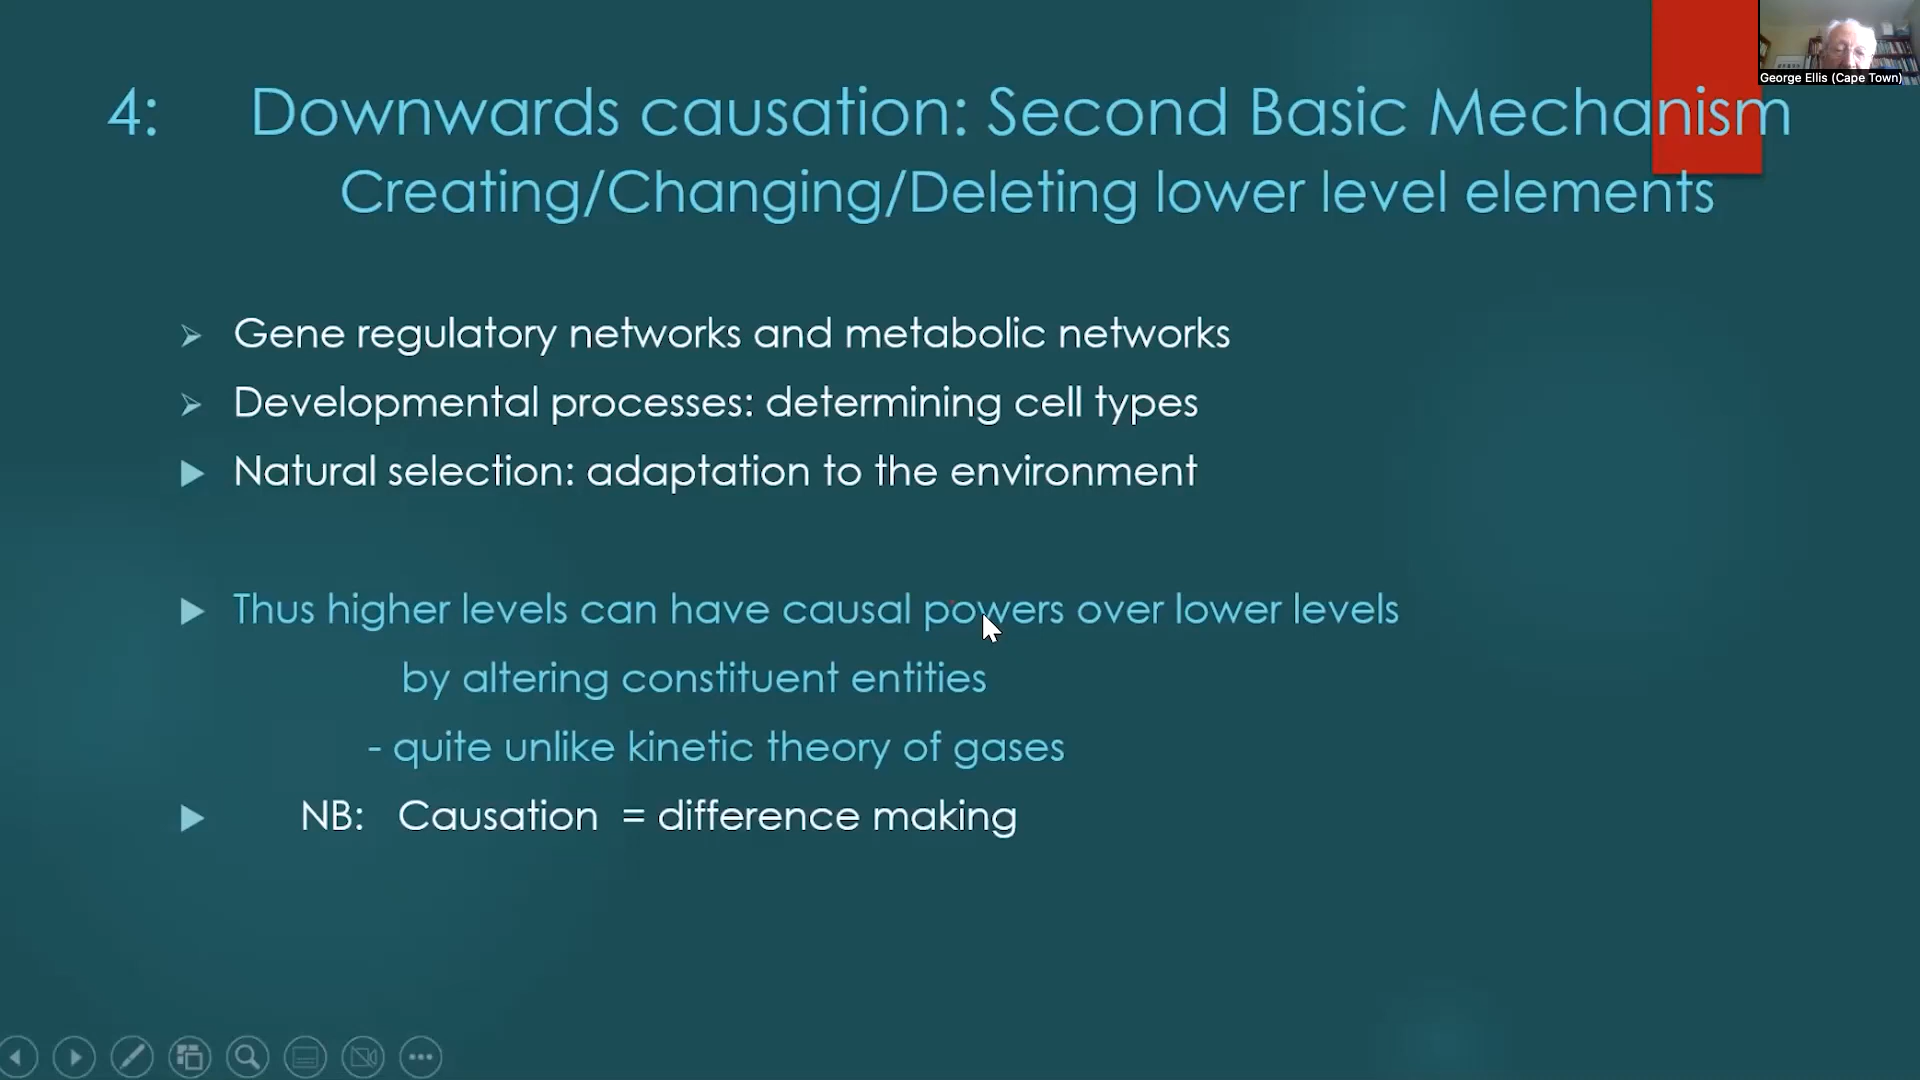 George Ellis (Cape Town)
4: Downwards causation: Second Basic Mechanism
Creating/Changing/Deleting lower level elements
Gene regulatory networks and metabolic networks
Developmental processes: determining cell types
Natural selection: adaptation to the environment
Thus higher levels can have causal powers over lower levels
by altering constituent entities
- quite unlike kinetic theory of gases
NB: Causation = difference making